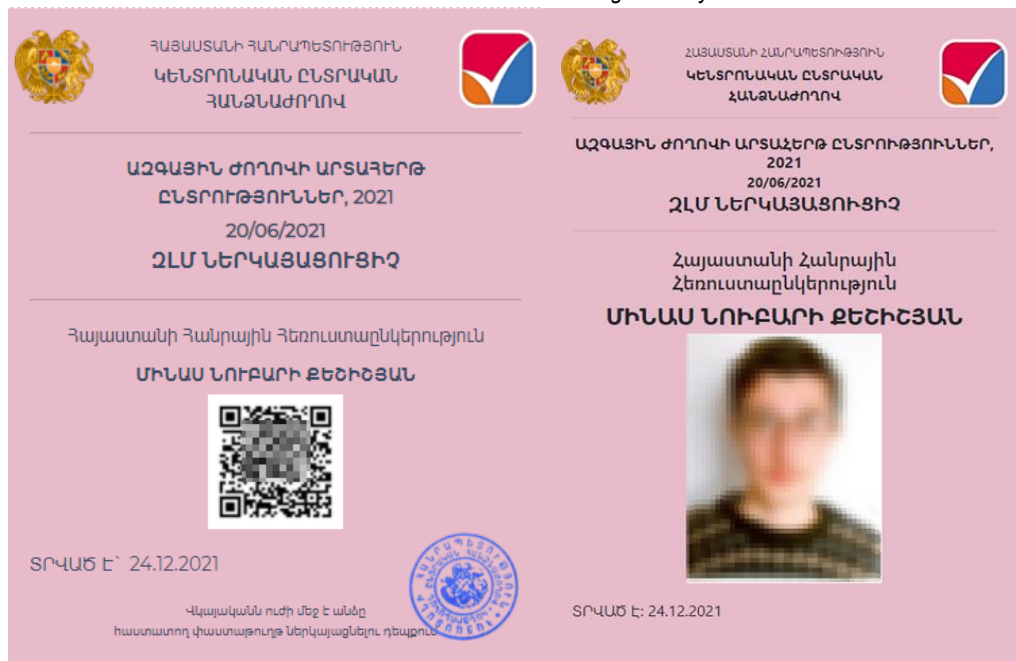 ՀԱՅԱՍՏԱՆԻ ՀԱՆՐԱՊԵՏՈՒԹՅՈՒՆ
ԿԵՆՏՐՈՆԱԿԱՆ ԸՆՏՐԱԿԱՆ
ՀԱՆՁՆԱԺՈՂՈՎ
ԱԶԳԱՅԻՆ ԺՈՂՈՎԻ ԱՐՏԱՀԵՐԹ
ԸՆՏՐՈՒԹՅՈՒՆՆԵՐ, 2021
20/06/2021
ԶԼՄ ՆԵՐԿԱՅԱՑՈՒՑԻՉ
Հայաստանի Հանրային Հեռուստաընկերություն
ՄԻՆԱՍ ՆՈՒԲԱՐԻ ՔԵՇԻՇՅԱՆ
ՏՐՎԱԾ Է՝ 24.12.2021
Վկայականն ուժի մեջ է անձը
հաստատող փաստաթուղթ ներկայացնելու դեպքում
ՀԱՅԱՍՏԱՆԻ ՀԱՆՐԱՊԵՏՈՒԹՅՈՒՆ
ԿԵՆՏՐՈՆԱԿԱՆ ԸՆՏՐԱԿԱՆ
ՀԱՆՁՆԱԺՈՂՈՎ
ԱԶԳԱՅԻՆ ԺՈՂՈՎԻ ԱՐՏԱՀԵՐԹ ԸՆՏՐՈՒԹՅՈՒՆՆԵՐ,
2021
20/06/2021
ԶԼՄ ՆԵՐԿԱՅԱՑՈՒՑԻՉ
Հայաստանի Հանրային
Հեռուստաընկերություն
ՄԻՆԱՍ ՆՈՒԲԱՐԻ ՔԵՇԻՇՅԱՆ
ՏՐՎԱԾ Է: 24.12.2021